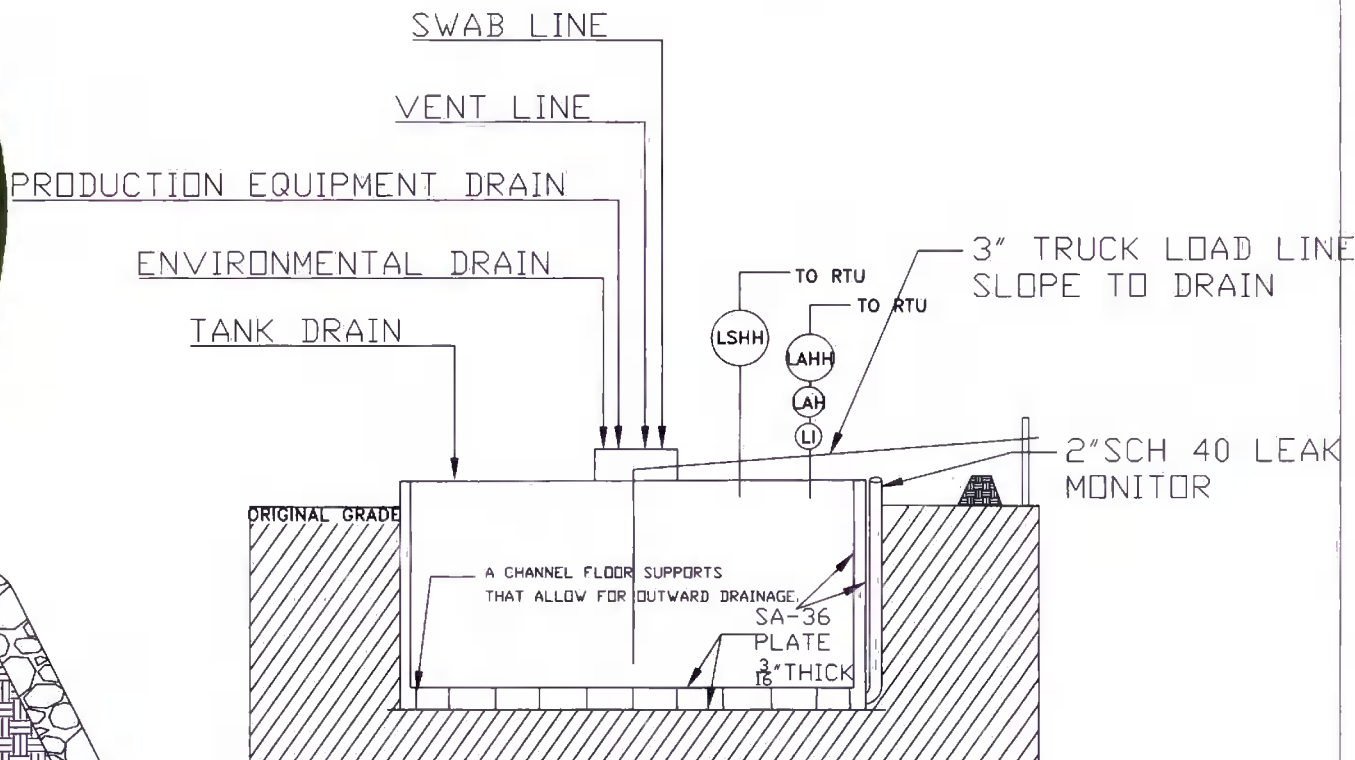 SWAB LINE
VENT LINE
PRODUCTION EQUIPMENT DRAIN
ENVIRONMENTAL DRAIN
TANK DRAIN
TO RTU
TO RTU
3" TRUCK LOAD LINE
SLOPE TO DRAIN
LSHH
LAHH
LAH
LI
2"SCH 40 LEAK
MONITOR
ORIGINAL GRADE
A CHANNEL FLOOR SUPPORTS
THAT ALLOW FOR OUTWARD DRAINAGE.
SA-36
PLATE
3/16"THICK